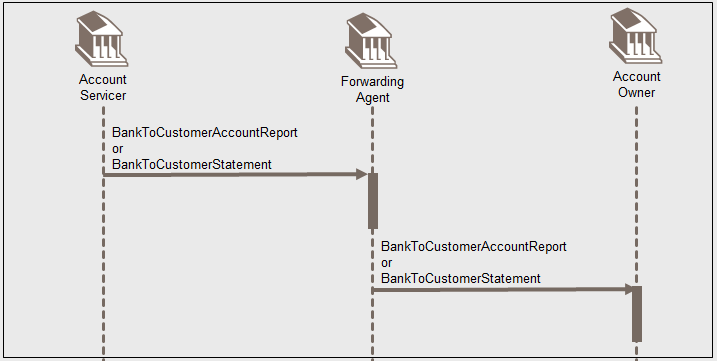 Account
Servicer
Forwarding
Agent
Account
Owner
BankToCustomerAccountReport
or
BankToCustomerStatement
BankToCustomerAccountReport
or
BankToCustomerStatement